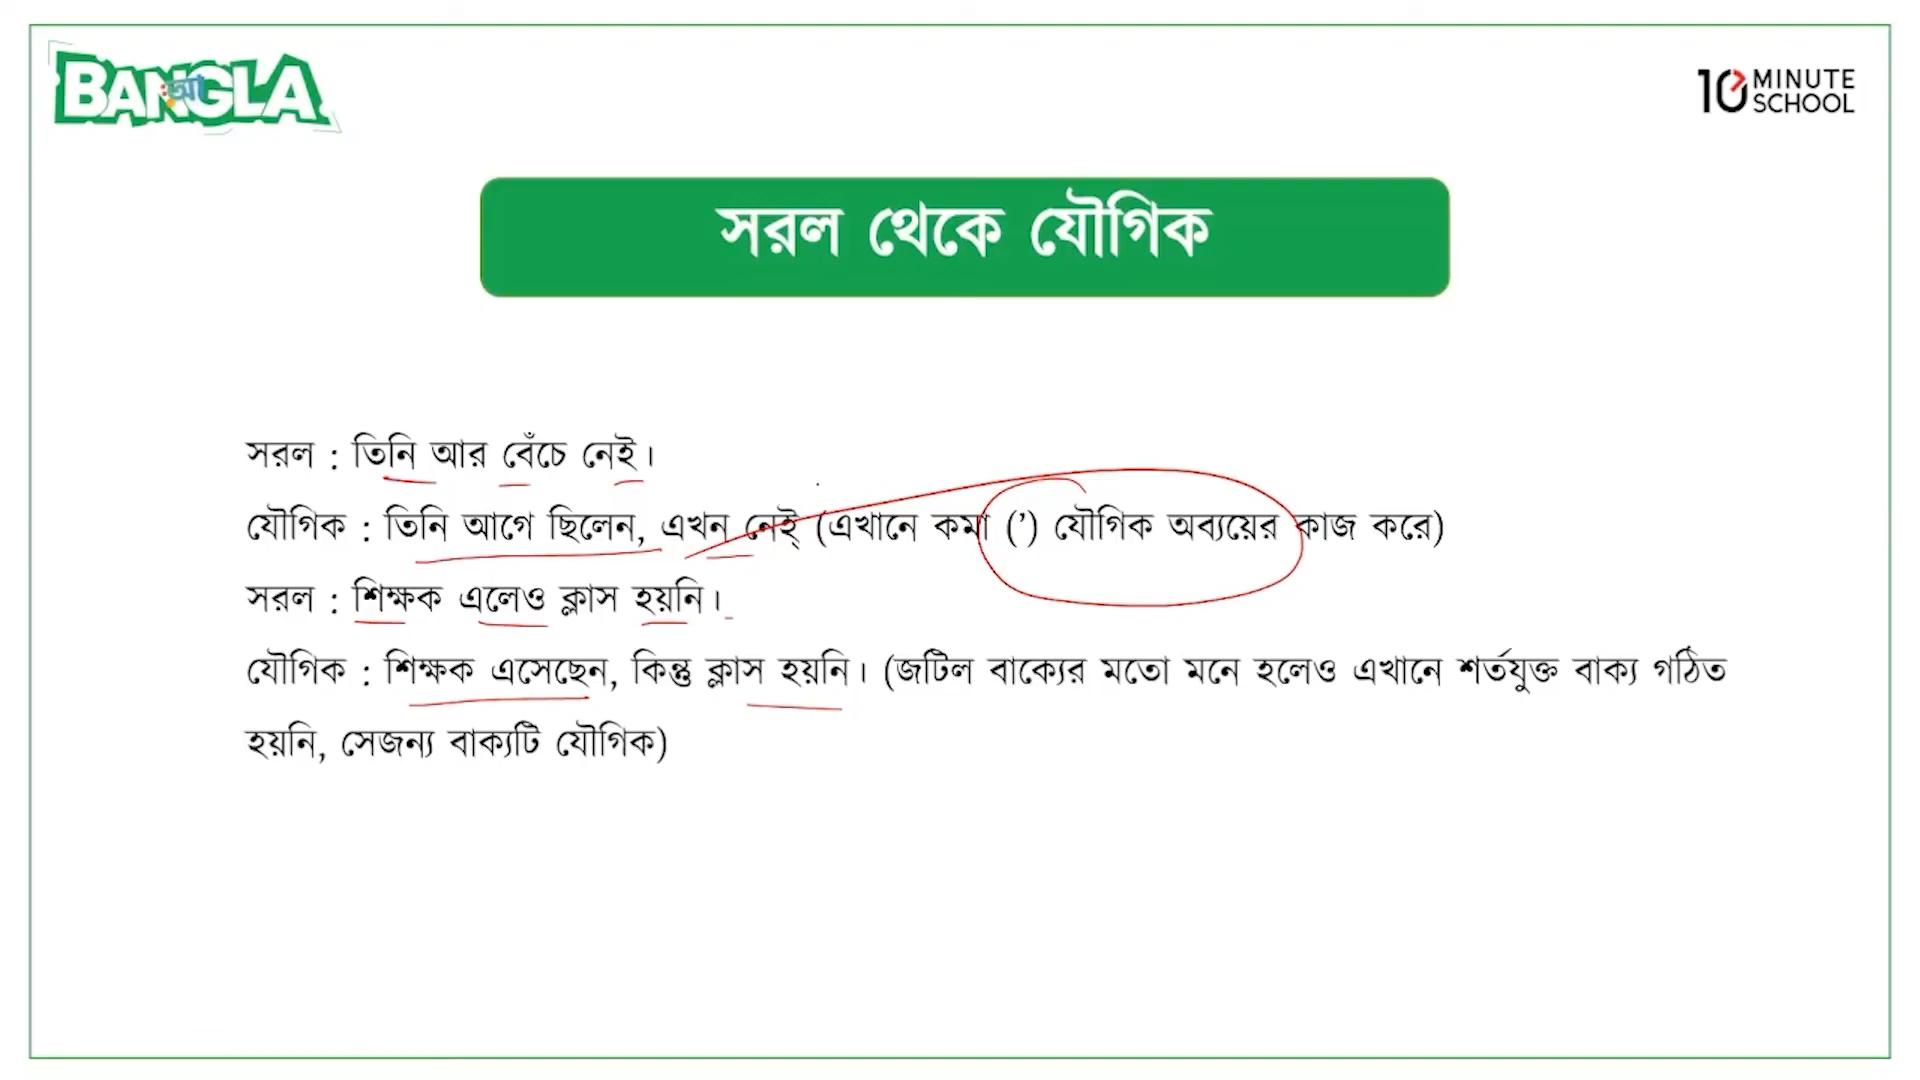 BANGLA
আ
10 MINUTE
SCHOOL
সরল থেকে যৌগিক
সরল : তিনি আর বেঁচে নেই।
যৌগিক : তিনি আগে ছিলেন, এখন নেই (এখানে কমা (’) যৌগিক অব্যয়ের কাজ করে)
সরল : শিক্ষক এলেও ক্লাস হয়নি।
যৌগিক : শিক্ষক এসেছেন, কিন্তু ক্লাস হয়নি। (জটিল বাক্যের মতো মনে হলেও এখানে শর্তযুক্ত বাক্য গঠিত
হয়নি, সেজন্য বাক্যটি যৌগিক)